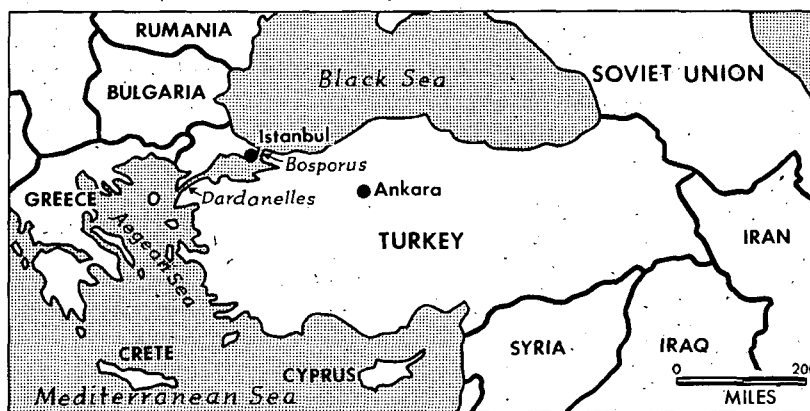 RUMANIA
Black Sea
SOVIET UNION
BULGARIA
Istanbul
Bosporus
GREECE
Dardanelles
Ankara
Aegean Sea
TURKEY
IRAN
CRETE
CYPRUS
SYRIA
IRAQ
0 200
MILES
Mediterranean Sea